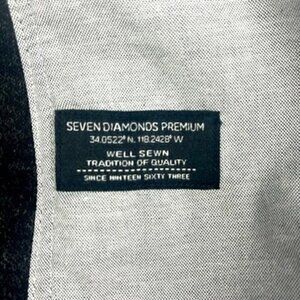 SEVEN DIAMONDS PREMIUM
34.0522° N, 118.2428° W
WELL SEWN
TRADITION OF QUALITY
SINCE NINTEEN SIXTY THREE